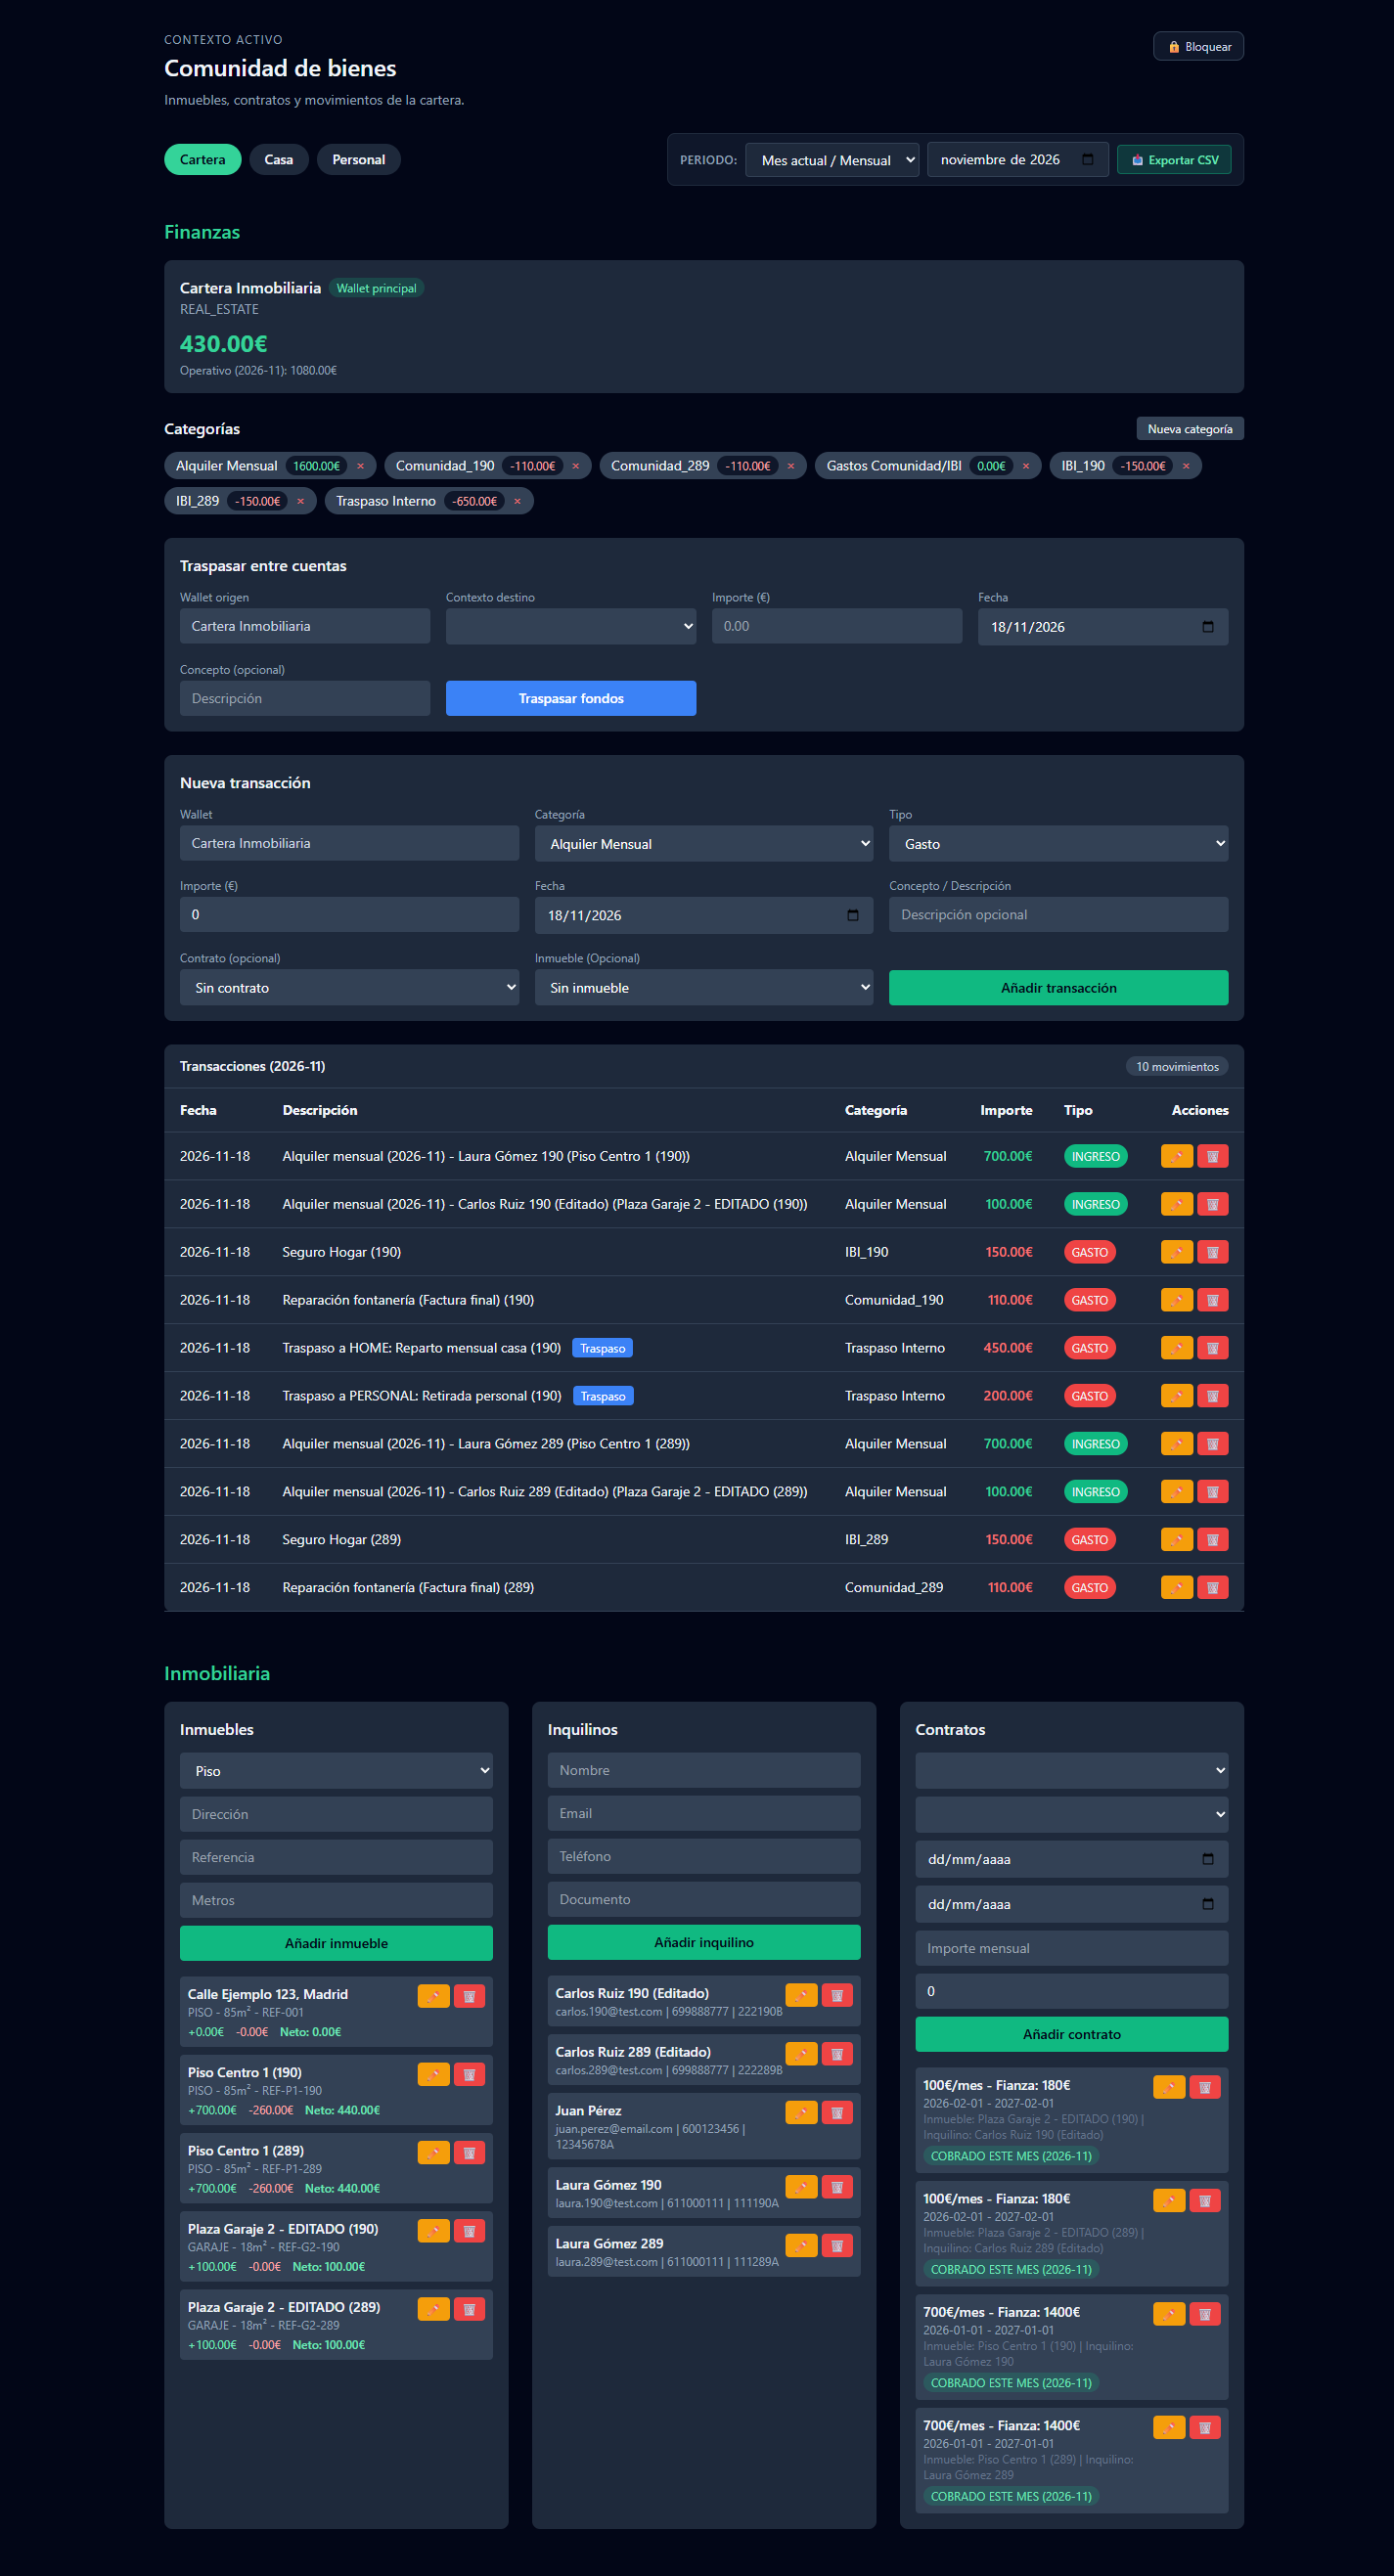 CONTEXTO ACTIVO
Comunidad de bienes
Inmuebles, contratos y movimientos de la cartera.
🔒 Bloquear
Cartera Casa Personal
PERIODO: Mes actual / Mensual noviembre de 2026 Exportar CSV
Finanzas
Cartera Inmobiliaria Wallet principal
REAL_ESTATE
430.00€
Operativo (2026-11): 1080.00€
Categorías Nueva categoría
Alquiler Mensual 1600.00€ × Comunidad_190 -110.00€ × Comunidad_289 -110.00€ × Gastos Comunidad/IBI 0.00€ × IBI_190 -150.00€ ×
IBI_289 -150.00€ × Traspaso Interno -650.00€ ×
Traspasar entre cuentas
Wallet origen Contexto destino Importe (€) Fecha
Cartera Inmobiliaria 0.00 18/11/2026
Concepto (opcional)
Descripción Traspasar fondos
Nueva transacción
Wallet Categoría Tipo
Cartera Inmobiliaria Alquiler Mensual Gasto
Importe (€) Fecha Concepto / Descripción
0 18/11/2026 Descripción opcional
Contrato (opcional) Inmueble (Opcional)
Sin contrato Sin inmueble Añadir transacción
Transacciones (2026-11) 10 movimientos
Fecha Descripción Categoría Importe Tipo Acciones
2026-11-18 Alquiler mensual (2026-11) - Laura Gómez 190 (Piso Centro 1 (190)) Alquiler Mensual 700.00€ INGRESO
2026-11-18 Alquiler mensual (2026-11) - Carlos Ruiz 190 (Editado) (Plaza Garaje 2 - EDITADO (190)) Alquiler Mensual 100.00€ INGRESO
2026-11-18 Seguro Hogar (190) IBI_190 150.00€ GASTO
2026-11-18 Reparación fontanería (Factura final) (190) Comunidad_190 110.00€ GASTO
2026-11-18 Traspaso a HOME: Reparto mensual casa (190) Traspaso Traspaso Interno 450.00€ GASTO
2026-11-18 Traspaso a PERSONAL: Retirada personal (190) Traspaso Traspaso Interno 200.00€ GASTO
2026-11-18 Alquiler mensual (2026-11) - Laura Gómez 289 (Piso Centro 1 (289)) Alquiler Mensual 700.00€ INGRESO
2026-11-18 Alquiler mensual (2026-11) - Carlos Ruiz 289 (Editado) (Plaza Garaje 2 - EDITADO (289)) Alquiler Mensual 100.00€ INGRESO
2026-11-18 Seguro Hogar (289) IBI_289 150.00€ GASTO
2026-11-18 Reparación fontanería (Factura final) (289) Comunidad_289 110.00€ GASTO
Inmobiliaria
Inmuebles
Piso
Dirección
Referencia
Metros
Añadir inmueble
Calle Ejemplo 123, Madrid
PISO - 85m² - REF-001
+0.00€ -0.00€ Neto: 0.00€
Piso Centro 1 (190)
PISO - 85m² - REF-P1-190
+700.00€ -260.00€ Neto: 440.00€
Piso Centro 1 (289)
PISO - 85m² - REF-P1-289
+700.00€ -260.00€ Neto: 440.00€
Plaza Garaje 2 - EDITADO (190)
GARAJE - 18m² - REF-G2-190
+100.00€ -0.00€ Neto: 100.00€
Plaza Garaje 2 - EDITADO (289)
GARAJE - 18m² - REF-G2-289
+100.00€ -0.00€ Neto: 100.00€
Inquilinos
Nombre
Email
Teléfono
Documento
Añadir inquilino
Carlos Ruiz 190 (Editado)
carlos.190@test.com | 699888777 | 222190B
Carlos Ruiz 289 (Editado)
carlos.289@test.com | 699888777 | 222289B
Juan Pérez
juan.perez@email.com | 600123456 |
12345678A
Laura Gómez 190
laura.190@test.com | 611000111 | 111190A
Laura Gómez 289
laura.289@test.com | 611000111 | 111289A
Contratos
dd/mm/aaaa
dd/mm/aaaa
Importe mensual
0
Añadir contrato
100€/mes - Fianza: 180€
2026-02-01 - 2027-02-01
Inmueble: Plaza Garaje 2 - EDITADO (190) |
Inquilino: Carlos Ruiz 190 (Editado)
COBRADO ESTE MES (2026-11)
100€/mes - Fianza: 180€
2026-02-01 - 2027-02-01
Inmueble: Plaza Garaje 2 - EDITADO (289) |
Inquilino: Carlos Ruiz 289 (Editado)
COBRADO ESTE MES (2026-11)
700€/mes - Fianza: 1400€
2026-01-01 - 2027-01-01
Inmueble: Piso Centro 1 (190) | Inquilino:
Laura Gómez 190
COBRADO ESTE MES (2026-11)
700€/mes - Fianza: 1400€
2026-01-01 - 2027-01-01
Inmueble: Piso Centro 1 (289) | Inquilino:
Laura Gómez 289
COBRADO ESTE MES (2026-11)